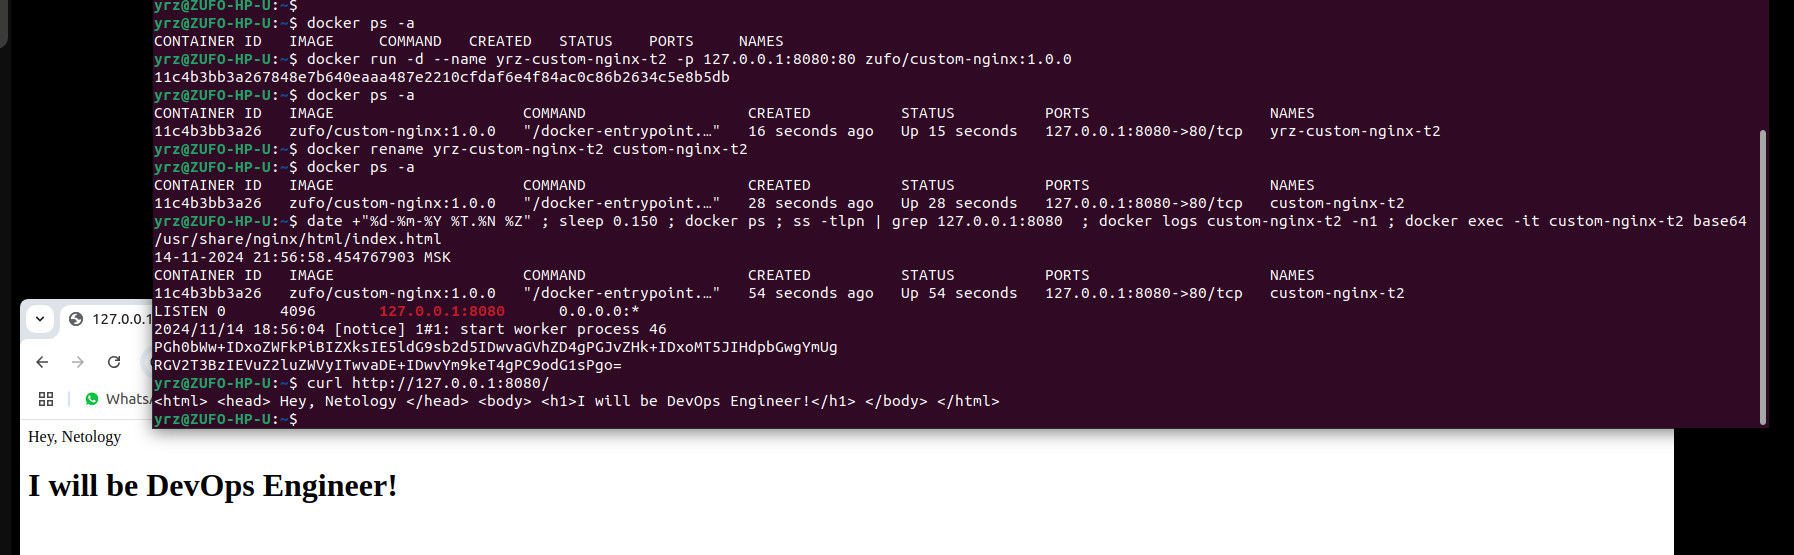 yrz@ZUFO-HP-U:~$
yrz@ZUFO-HP-U:~$ docker ps -a
CONTAINER ID   IMAGE     COMMAND   CREATED   STATUS    PORTS     NAMES
yrz@ZUFO-HP-U:~$ docker run -d --name yrz-custom-nginx-t2 -p 127.0.0.1:8080:80 zufo/custom-nginx:1.0.0
11c4b3bb3a267848e7b640eaaa487e2210cfdaf6e4f84ac0c86b2634c5e8b5db
yrz@ZUFO-HP-U:~$ docker ps -a
CONTAINER ID   IMAGE                     COMMAND                  CREATED          STATUS          PORTS                    NAMES
11c4b3bb3a26   zufo/custom-nginx:1.0.0   "/docker-entrypoint.…"   16 seconds ago   Up 15 seconds   127.0.0.1:8080->80/tcp   yrz-custom-nginx-t2
yrz@ZUFO-HP-U:~$ docker rename yrz-custom-nginx-t2 custom-nginx-t2
yrz@ZUFO-HP-U:~$ docker ps -a
CONTAINER ID   IMAGE                     COMMAND                  CREATED          STATUS          PORTS                    NAMES
11c4b3bb3a26   zufo/custom-nginx:1.0.0   "/docker-entrypoint.…"   28 seconds ago   Up 28 seconds   127.0.0.1:8080->80/tcp   custom-nginx-t2
yrz@ZUFO-HP-U:~$ date +"%d-%m-%Y %T.%N %Z" ; sleep 0.150 ; docker ps ; ss -tlpn | grep 127.0.0.1:8080  ; docker logs custom-nginx-t2 -n1 ; docker exec -it custom-nginx-t2 base64
/usr/share/nginx/html/index.html
14-11-2024 21:56:58.454767903 MSK
CONTAINER ID   IMAGE                     COMMAND                  CREATED          STATUS          PORTS                    NAMES
11c4b3bb3a26   zufo/custom-nginx:1.0.0   "/docker-entrypoint.…"   54 seconds ago   Up 54 seconds   127.0.0.1:8080->80/tcp   custom-nginx-t2
LISTEN 0      4096       127.0.0.1:8080      0.0.0.0:*
2024/11/14 18:56:04 [notice] 1#1: start worker process 46
PGh0bWw+IDxoZWFkPiBIZXksIE5ldG9sb2d5IDwvaGVhZD4gPGJvZHk+IDxoMT5JIHdpbGwgYmUg
RGV2T3BzIEVuZ2luZWVyITwvaDE+IDwvYm9keT4gPC9odG1sPgo=
yrz@ZUFO-HP-U:~$ curl http://127.0.0.1:8080/
<html> <head> Hey, Netology </head> <body> <h1>I will be DevOps Engineer!</h1> </body> </html>
yrz@ZUFO-HP-U:~$
127.0.0.1
WhatsA
Hey, Netology
I will be DevOps Engineer!